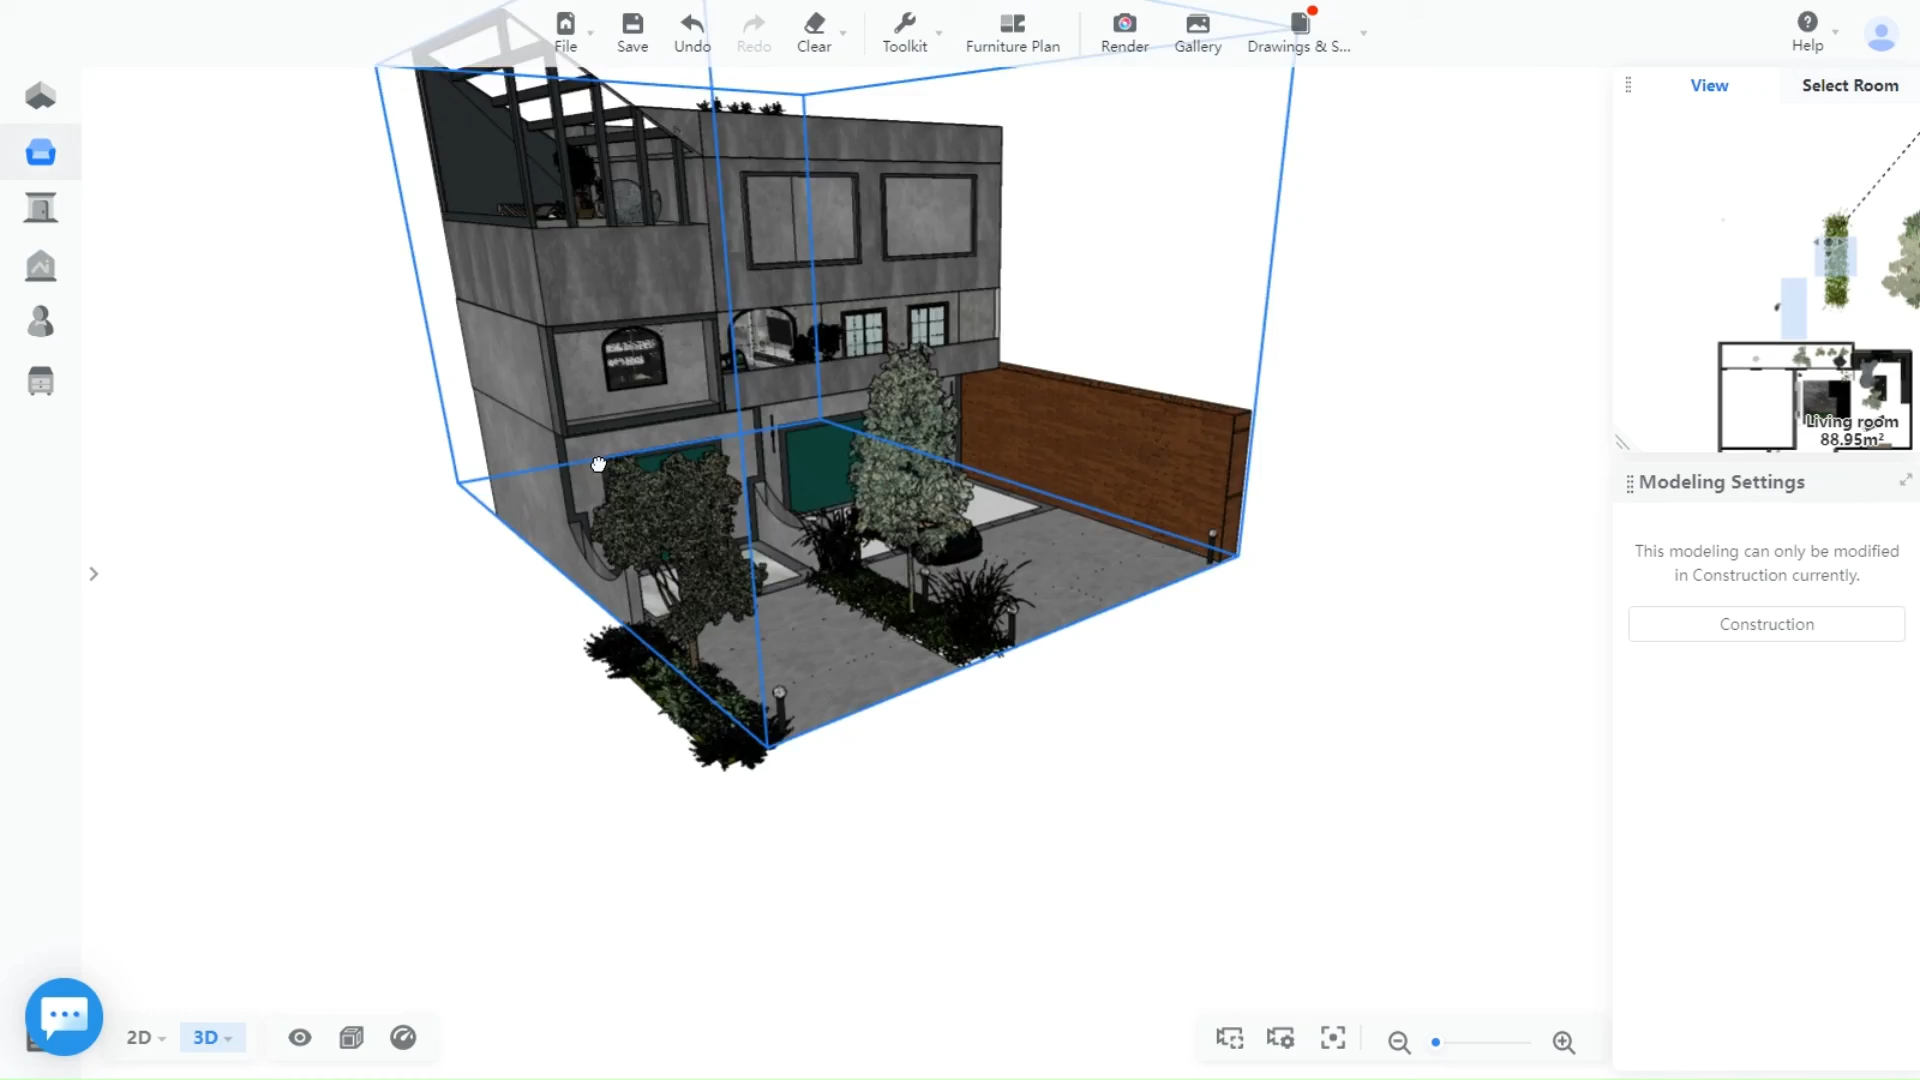 File
Save
Undo
Redo
Clear
Toolkit
Furniture Plan
Render
Gallery
Drawings & S...
Help
View
Select Room
Living room
88.95m²
Modeling Settings
This modeling can only be modified
in Construction currently.
Construction
2D
3D